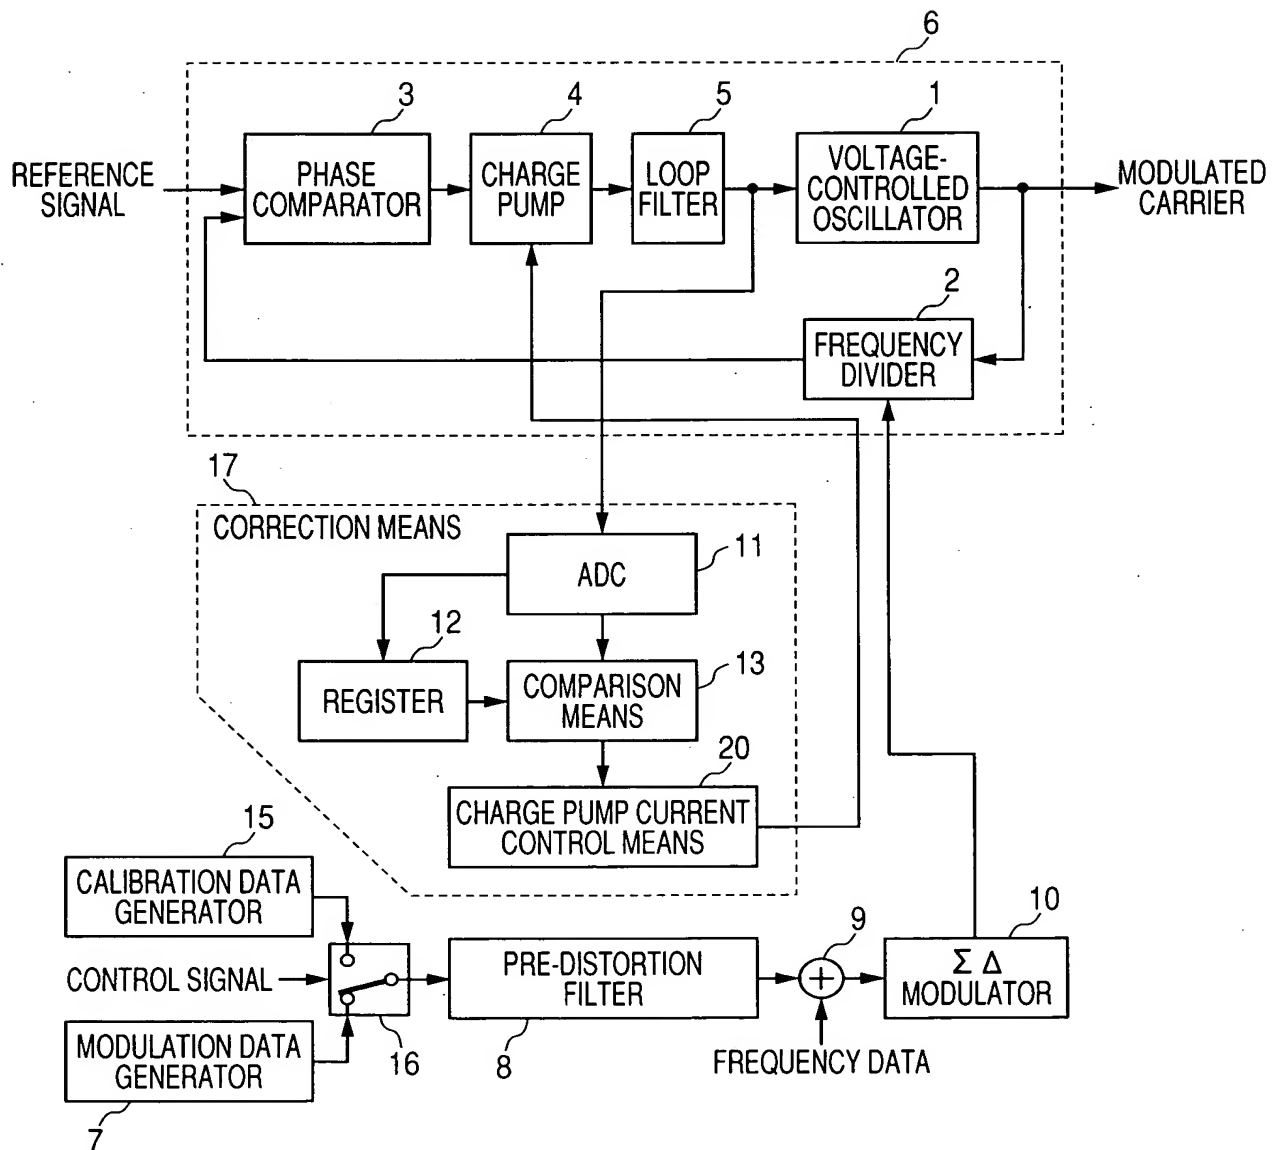 6
3
4
5
1
REFERENCE
SIGNAL
PHASE
COMPARATOR
CHARGE
PUMP
LOOP
FILTER
VOLTAGE-
CONTROLLED
OSCILLATOR
MODULATED
CARRIER
2
FREQUENCY
DIVIDER
17
CORRECTION MEANS
ADC
11
12
REGISTER
COMPARISON
MEANS
13
20
CHARGE PUMP CURRENT
CONTROL MEANS
15
CALIBRATION DATA
GENERATOR
CONTROL SIGNAL
16
MODULATION DATA
GENERATOR
7
PRE-DISTORTION
FILTER
8
9
+
FREQUENCY DATA
10
Σ Δ
MODULATOR